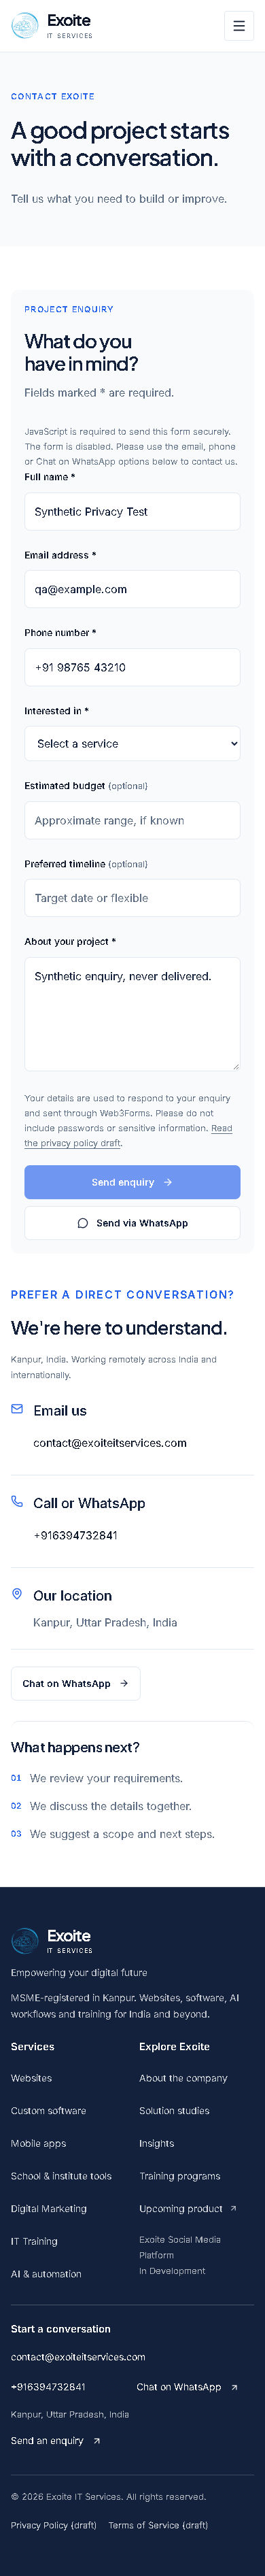 Exoite
IT SERVICES
CONTACT EXOITE
A good project starts
with a conversation.
Tell us what you need to build or improve.
PROJECT ENQUIRY
What do you
have in mind?
Fields marked * are required.
JavaScript is required to send this form securely.
The form is disabled. Please use the email, phone
or Chat on WhatsApp options below to contact us.
Full name *
Synthetic Privacy Test
Email address *
qa@example.com
Phone number *
+91 98765 43210
Interested in *
Select a service
Estimated budget (optional)
Approximate range, if known
Preferred timeline (optional)
Target date or flexible
About your project *
Synthetic enquiry, never delivered.
Your details are used to respond to your enquiry
and sent through Web3Forms. Please do not
include passwords or sensitive information. Read
the privacy policy draft.
Send enquiry
Send via WhatsApp
PREFER A DIRECT CONVERSATION?
We're here to understand.
Kanpur, India. Working remotely across India and
internationally.
Email us
contact@exoiteitservices.com
Call or WhatsApp
+916394732841
Our location
Kanpur, Uttar Pradesh, India
Chat on WhatsApp
What happens next?
01 We review your requirements.
02 We discuss the details together.
03 We suggest a scope and next steps.
Exoite
IT SERVICES
Empowering your digital future
MSME-registered in Kanpur. Websites, software, AI
workflows and training for India and beyond.
Services
Websites
Custom software
Mobile apps
School & institute tools
Digital Marketing
IT Training
AI & automation
Explore Exoite
About the company
Solution studies
Insights
Training programs
Upcoming product
Exoite Social Media
Platform
In Development
Start a conversation
contact@exoiteitservices.com
+916394732841
Chat on WhatsApp
Kanpur, Uttar Pradesh, India
Send an enquiry
© 2026 Exoite IT Services. All rights reserved.
Privacy Policy (draft) Terms of Service (draft)